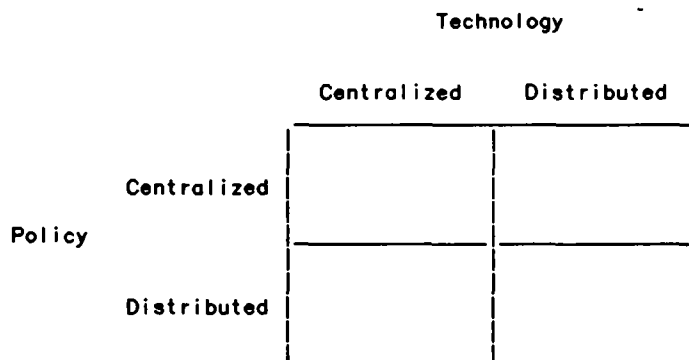 Technology
Centralized Distributed
Centralized
Policy
Distributed